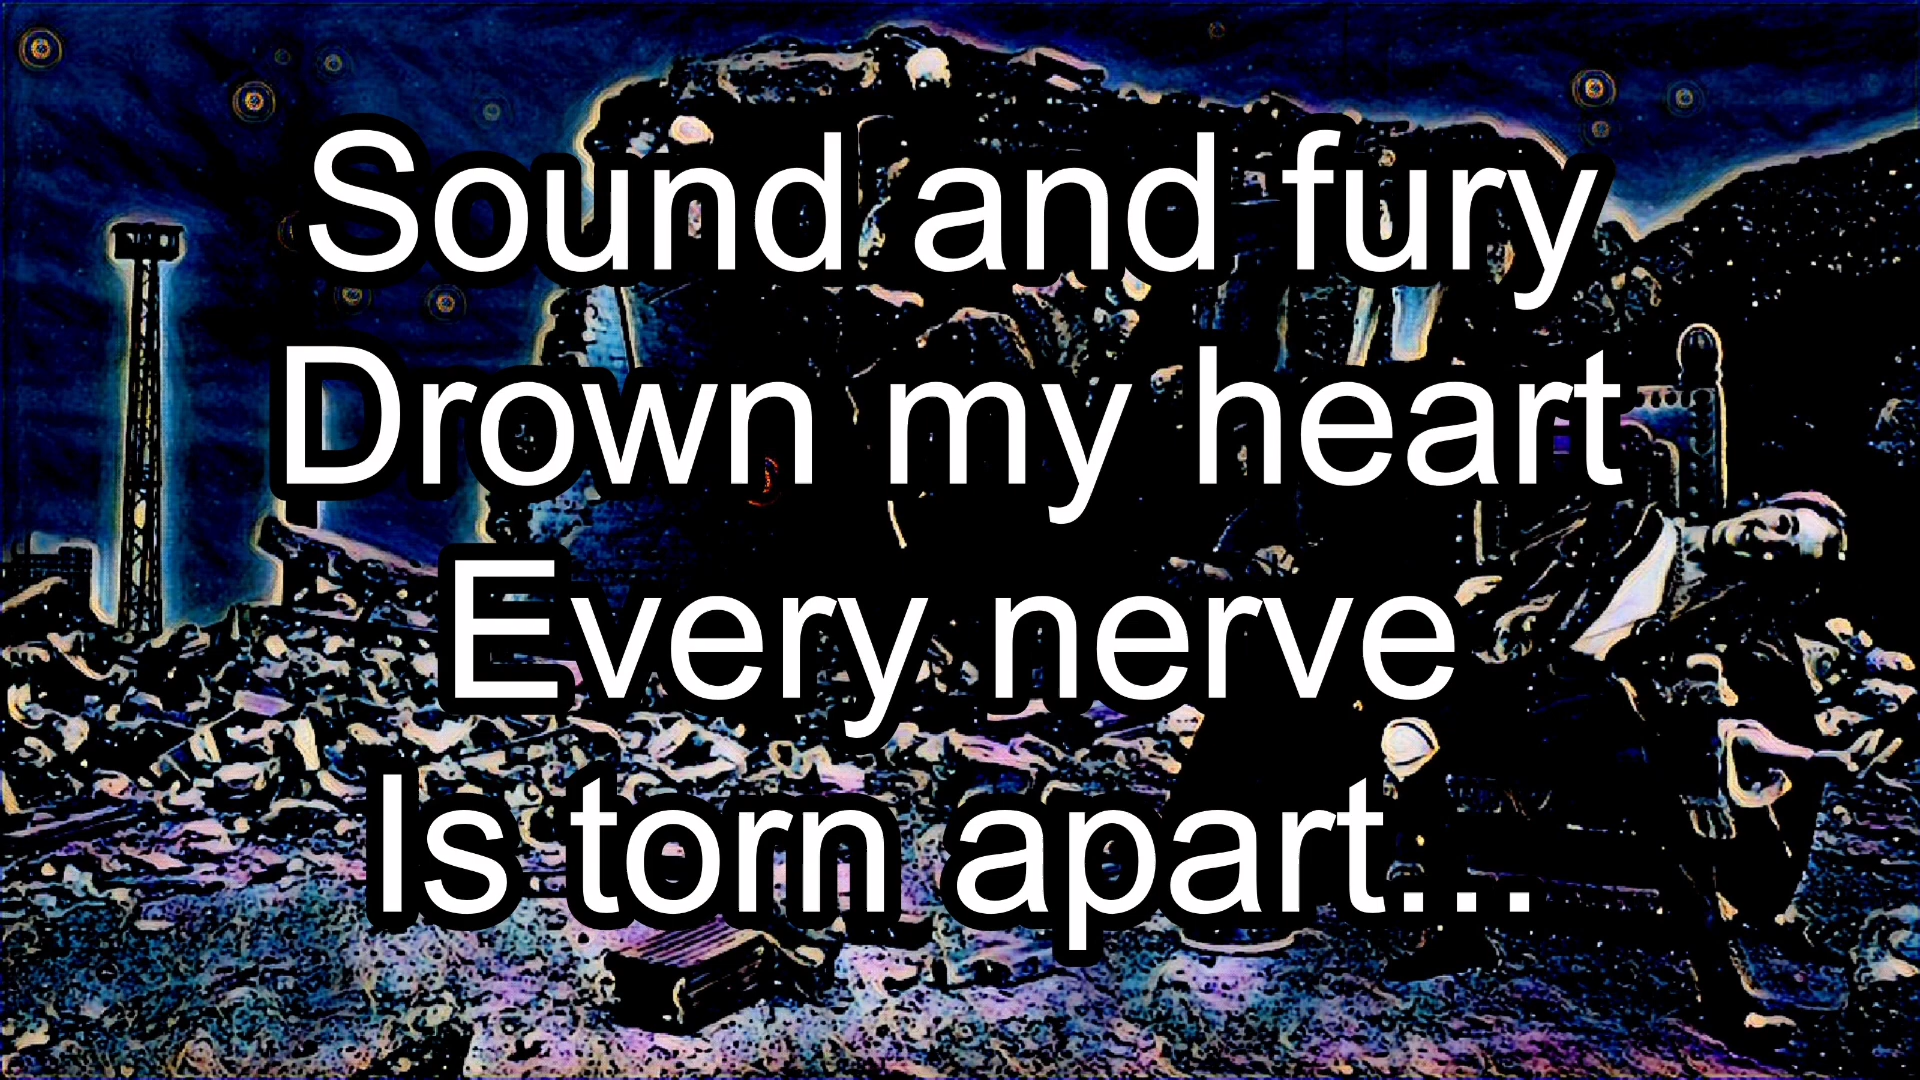 Sound and fury
Drown my heart
Every nerve
Is torn apart...